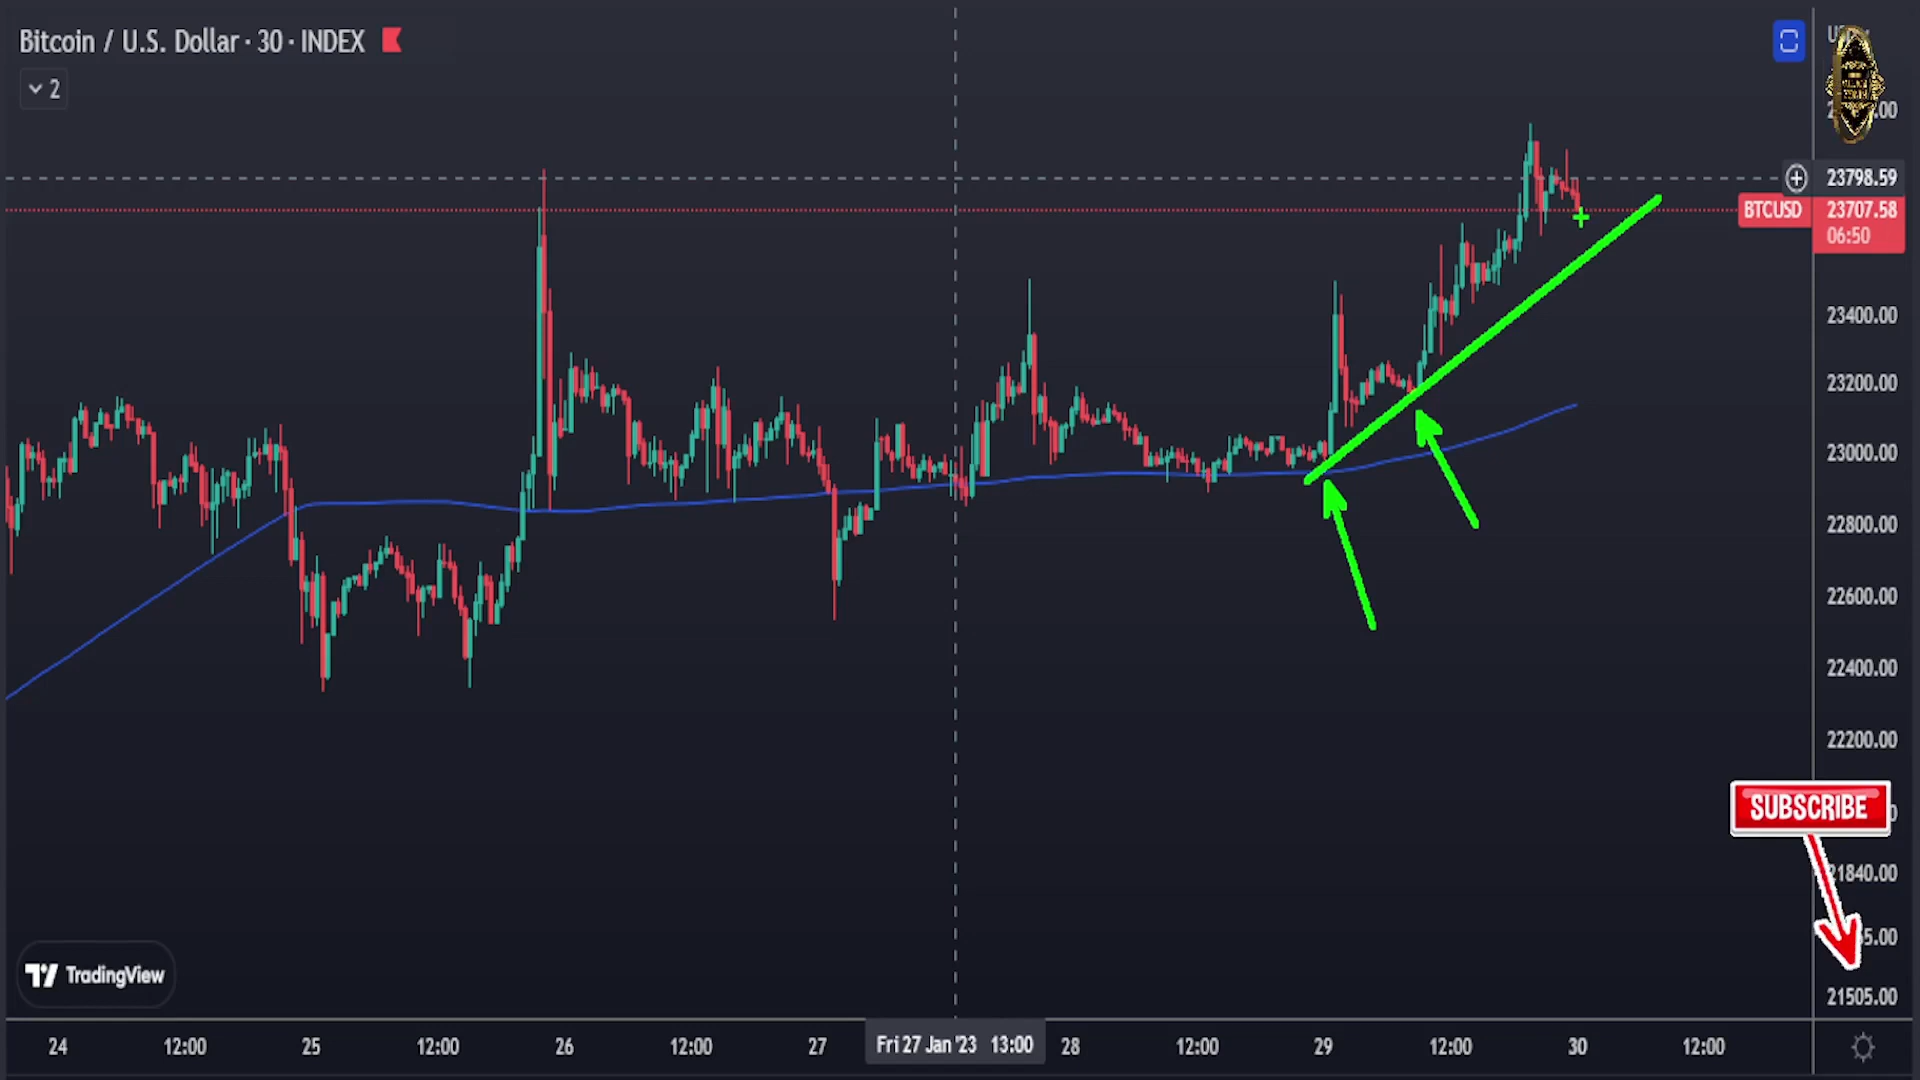 Bitcoin / U.S. Dollar · 30 · INDEX
2
23798.59
BTCUSD 23707.58
06:50
23400.00
23200.00
23000.00
22800.00
22600.00
22400.00
22200.00
SUBSCRIBE
21840.00
21505.00
TradingView
24 12:00 25 12:00 26 12:00 27 Fri 27 Jan '23 13:00 28 12:00 29 12:00 30 12:00